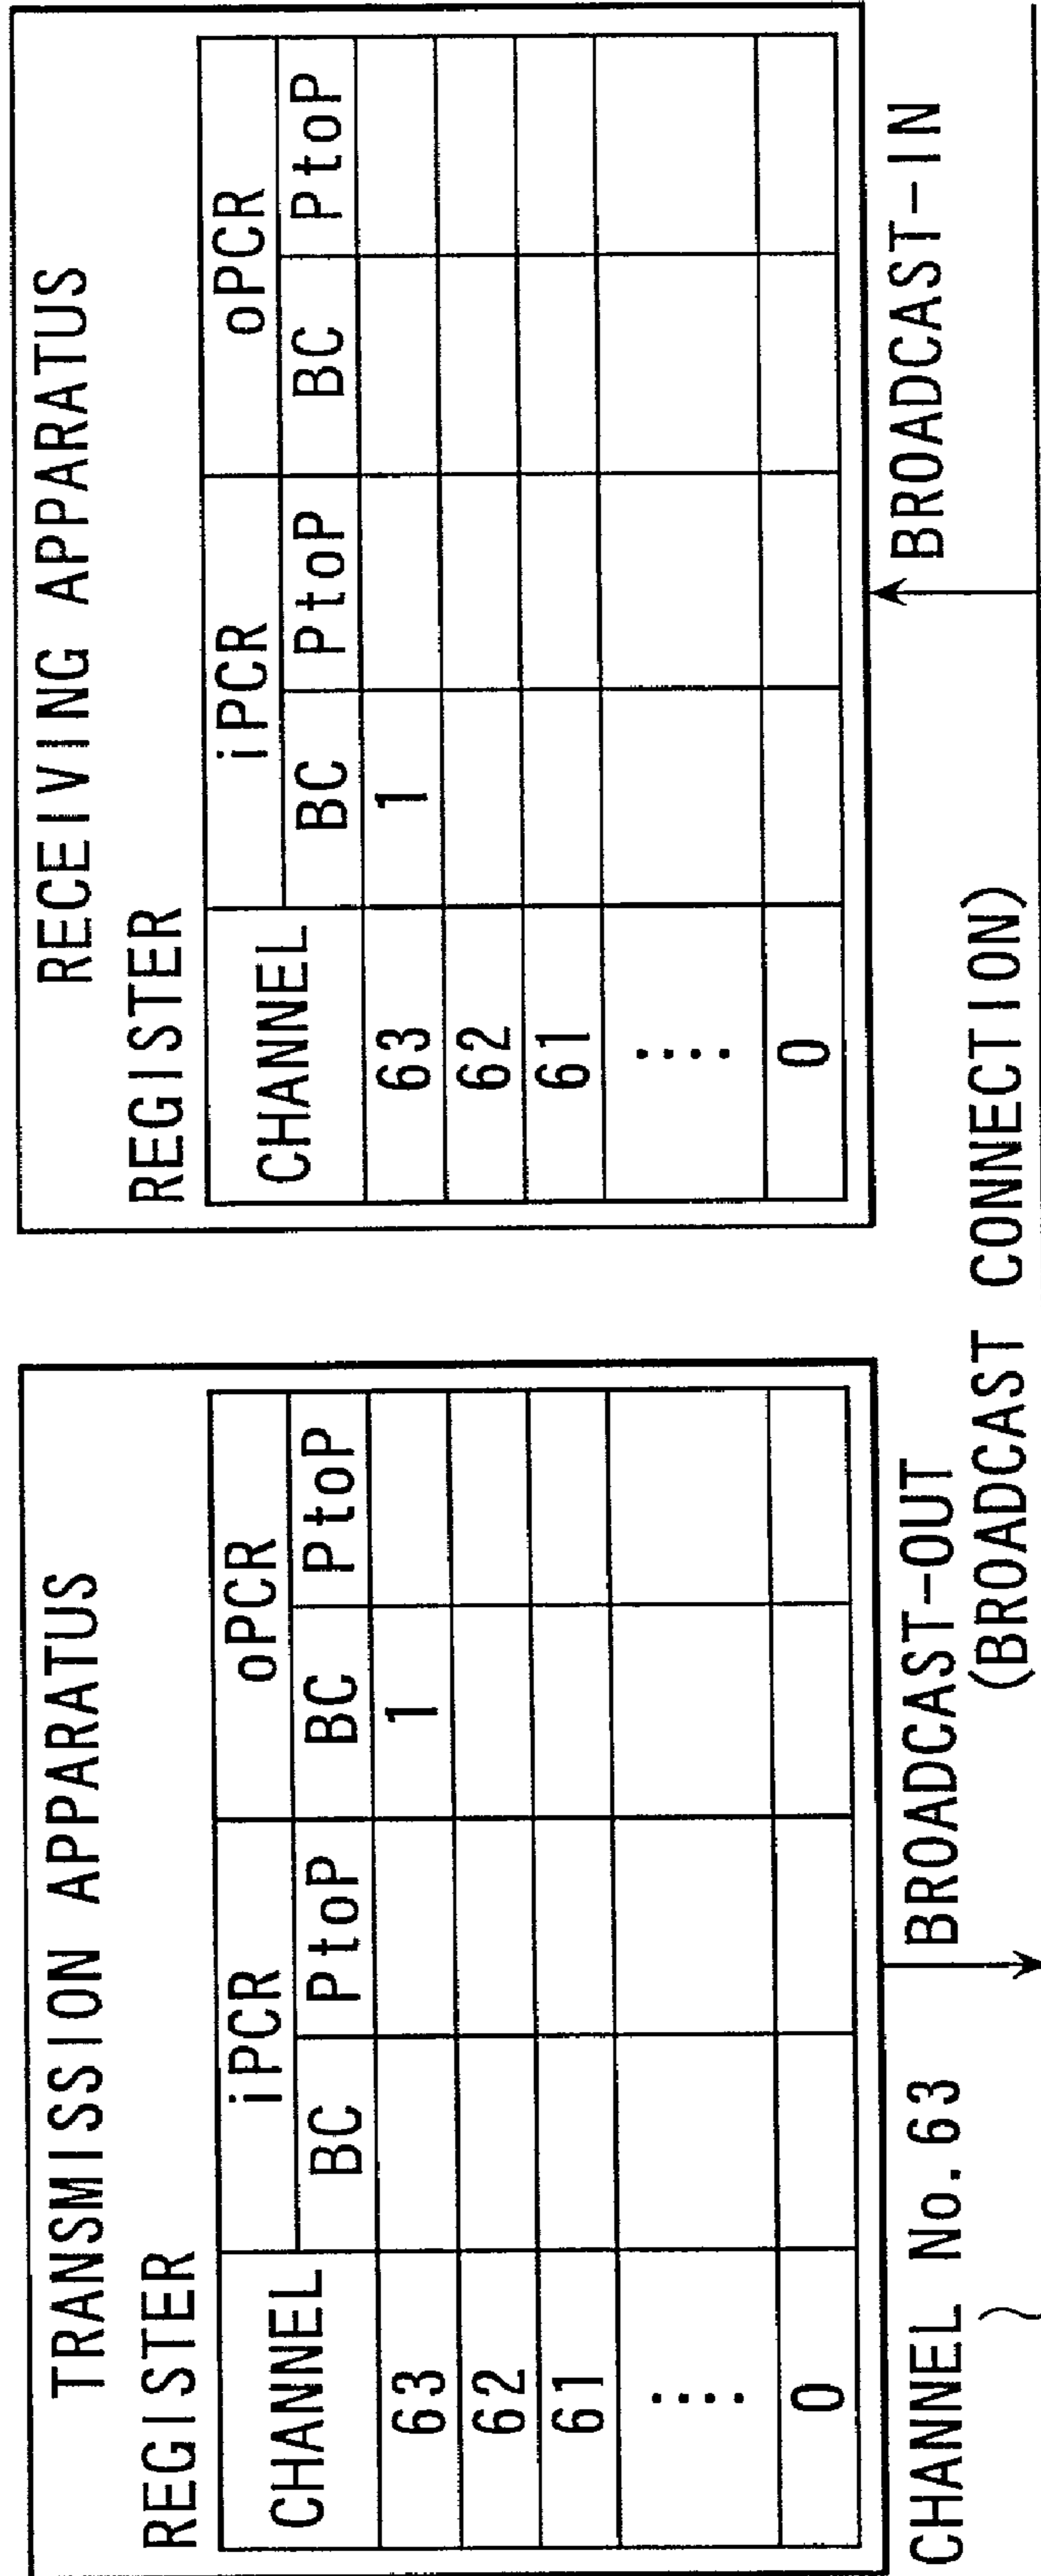 TRANSMISSION APPARATUS
REGISTER
CHANNEL iPCR oPCR
BC PtoP BC PtoP
63 1
62
61
....
0
CHANNEL No. 63 BROADCAST-OUT
(BROADCAST CONNECTION)
RECEIVING APPARATUS
REGISTER
CHANNEL iPCR oPCR
BC PtoP BC PtoP
63 1
62
61
....
0
BROADCAST-IN